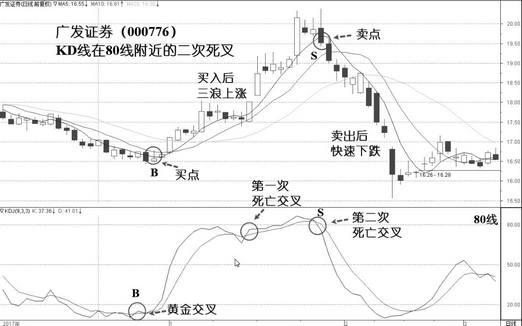 广发证券(日线 前复权) ▽ MA5: 16.55↓ MA10: 16.61↑
广发证券（000776）
KD线在80线附近的二次死叉
20.00
19.50
19.00
18.50
18.00
17.50
17.00
16.50
16.00
15.50
S
卖点
买入后
三浪上涨
卖出后
快速下跌
B
买点
16.26 - 16.28
▽ KDJ(9,3,3) K: 37.36↓ D: 41.01↓
第一次
死亡交叉
S
第二次
死亡交叉
80线
80.00
60.00
40.00
20.00
B
黄金交叉
2017年
日线